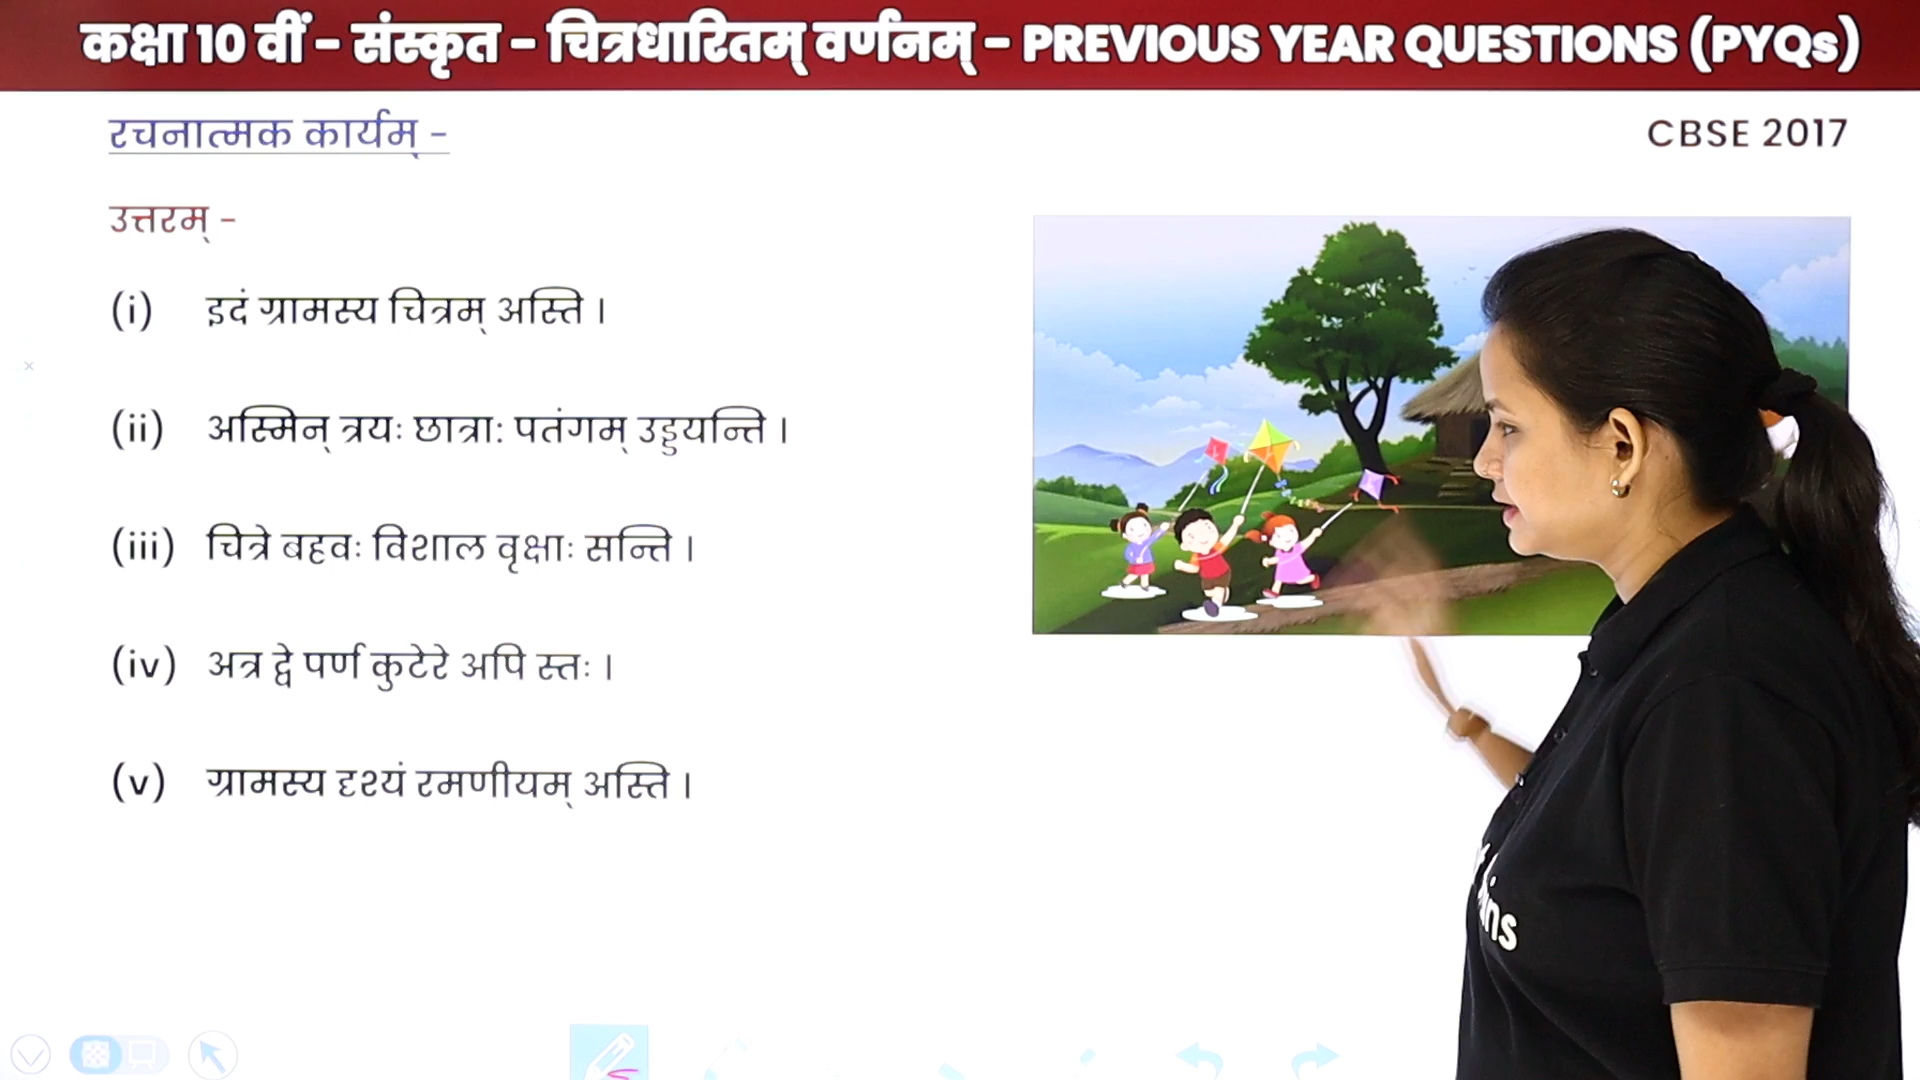 कक्षा 10 वीं – संस्कृत – चित्रधारितम् वर्णनम् – PREVIOUS YEAR QUESTIONS (PYQs)
रचनात्मक कार्यम् –
CBSE 2017
उत्तरम् –
(i) इदं ग्रामस्य चित्रम् अस्ति ।
(ii) अस्मिन् त्रयः छात्रा: पतंगम् उड्डयन्ति ।
(iii) चित्रे बहवः विशाल वृक्षाः सन्ति ।
(iv) अत्र द्वे पर्ण कुटेरे अपि स्तः ।
(v) ग्रामस्य दृश्यं रमणीयम् अस्ति ।